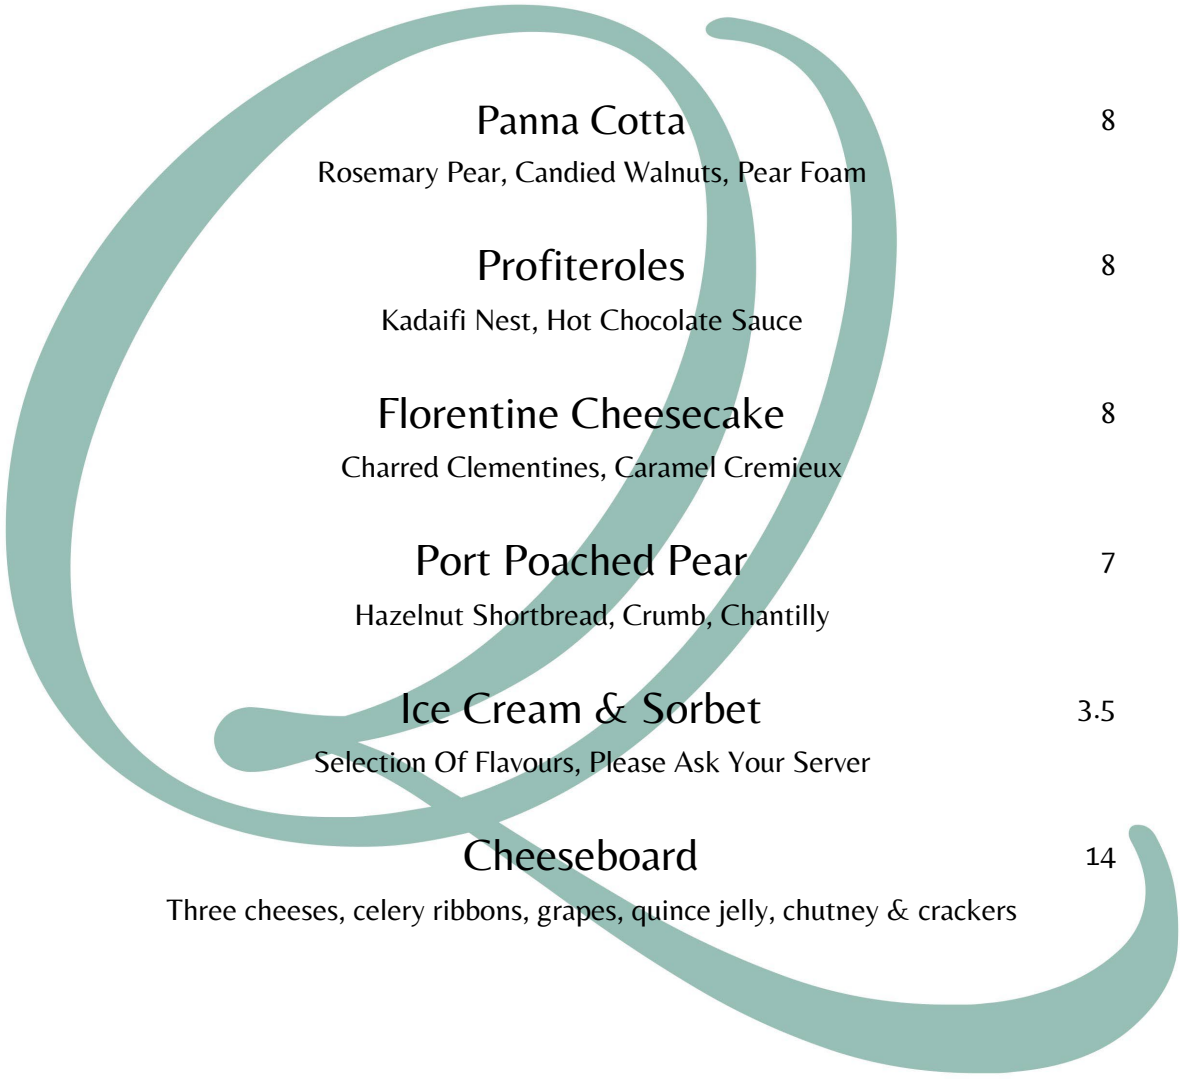 Panna Cotta 8
Rosemary Pear, Candied Walnuts, Pear Foam
Profiteroles 8
Kadaifi Nest, Hot Chocolate Sauce
Florentine Cheesecake 8
Charred Clementines, Caramel Cremieux
Port Poached Pear 7
Hazelnut Shortbread, Crumb, Chantilly
Ice Cream & Sorbet 3.5
Selection Of Flavours, Please Ask Your Server
Cheeseboard 14
Three cheeses, celery ribbons, grapes, quince jelly, chutney & crackers